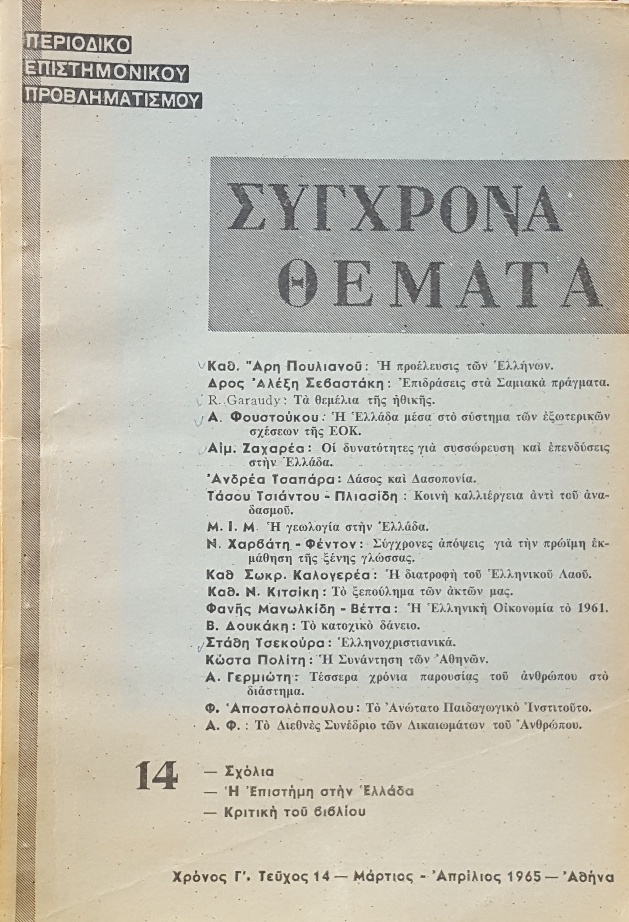 ΠΕΡΙΟΔΙΚΟ
ΕΠΙΣΤΗΜΟΝΙΚΟΥ
ΠΡΟΒΛΗΜΑΤΙΣΜΟΥ
ΣΥΓΧΡΟΝΑ
ΘΕΜΑΤΑ
Καθ. Ἄρη Πουλιανοῦ: Ἡ προέλευσις τῶν Ἑλλήνων.
Δρος Ἀλέξη Σεβαστάκη: Ἐπιδράσεις στὰ Σαμιακὰ πράγματα.
R. Garaudy: Τὰ θεμέλια τῆς ἠθικῆς.
Α. Φουστούκου: Ἡ Ἑλλάδα μέσα στὸ σύστημα τῶν ἐξωτερικῶν
σχέσεων τῆς ΕΟΚ.
Αἰμ. Ζαχαρέα: Οἱ δυνατότητες γιὰ συσσώρευση καὶ ἐπενδύσεις
στὴν Ἑλλάδα.
Ἀνδρέα Τσαπάρα: Δάσος καὶ Δασοπονία.
Τάσου Τσιάντου - Πλιασίδη: Κοινὴ καλλιέργεια ἀντὶ τοῦ ἀνα-
δασμοῦ.
Μ. Ι. Μ. Ἡ γεωλογία στὴν Ἑλλάδα.
Ν. Χαρβάτη - Φέντον: Σύγχρονες ἀπόψεις γιὰ τὴν πρώϊμη ἐκ-
μάθηση τῆς ξένης γλώσσας.
Καθ Σωκρ. Καλογερέα: Ἡ διατροφὴ τοῦ Ἑλληνικοῦ Λαοῦ.
Καθ. Ν. Κιτσίκη: Τὸ ξεπούλημα τῶν ἀκτῶν μας.
Φανῆς Μανωλκίδη - Βέττα: Ἡ Ἑλληνικὴ Οἰκονομία τὸ 1961.
Β. Δουκάκη: Τὸ κατοχικὸ δάνειο.
Στάθη Τσεκούρα: Ἑλληνοχριστιανικά.
Κώστα Πολίτη: Ἡ Συνάντηση τῶν Ἀθηνῶν.
Α. Γερμιώτη: Τέσσερα χρόνια παρουσίας τοῦ ἀνθρώπου στὸ
διάστημα.
Φ. Ἀποστολόπουλου: Τὸ Ἀνώτατο Παιδαγωγικὸ Ἰνστιτοῦτο.
Α. Φ.: Τὸ Διεθνὲς Συνέδριο τῶν Δικαιωμάτων τοῦ Ἀνθρώπου.
14
— Σχόλια
— Ἡ Ἐπιστήμη στὴν Ἑλλάδα
— Κριτικὴ τοῦ βιβλίου
Χρόνος Γ'. Τεῦχος 14 — Μάρτιος - Ἀπρίλιος 1965 — Ἀθήνα